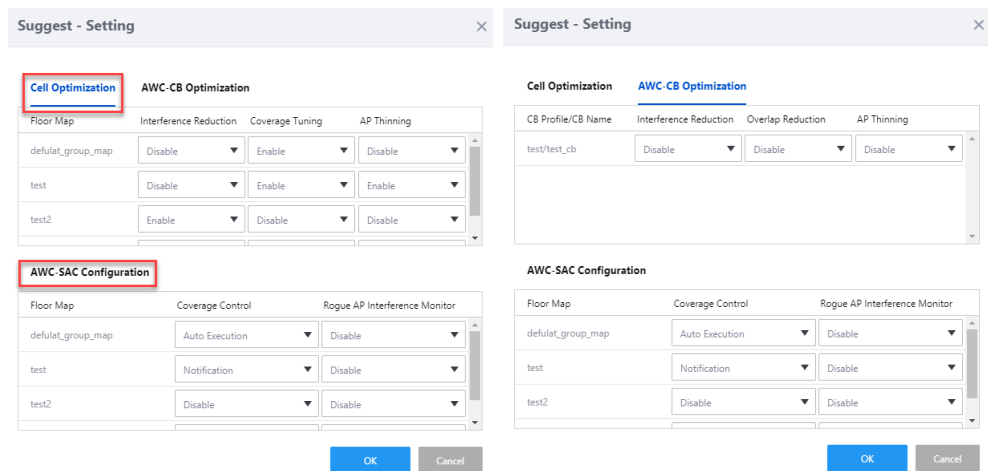 Suggest - Setting ×
Cell Optimization AWC-CB Optimization
Floor Map Interference Reduction Coverage Tuning AP Thinning
defulat_group_map Disable Enable Disable
test Disable Enable Enable
test2 Enable Disable Disable
AWC-SAC Configuration
Floor Map Coverage Control Rogue AP Interference Monitor
defulat_group_map Auto Execution Disable
test Notification Disable
test2 Disable Disable
OK Cancel
Suggest - Setting ×
Cell Optimization AWC-CB Optimization
CB Profile/CB Name Interference Reduction Overlap Reduction AP Thinning
test/test_cb Disable Disable Disable
AWC-SAC Configuration
Floor Map Coverage Control Rogue AP Interference Monitor
defulat_group_map Auto Execution Disable
test Notification Disable
test2 Disable Disable
OK Cancel